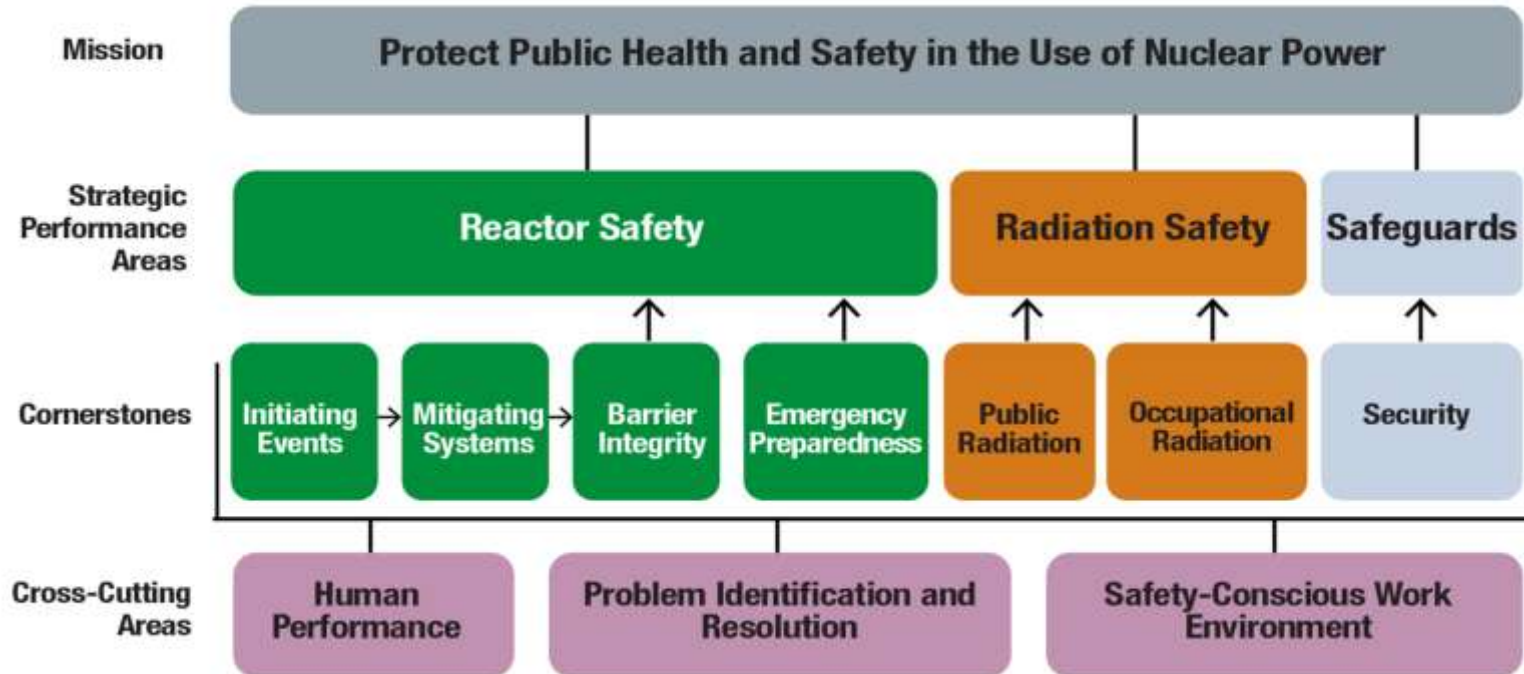 Mission
Protect Public Health and Safety in the Use of Nuclear Power
Strategic
Performance
Areas
Reactor Safety
Radiation Safety
Safeguards
Cornerstones
Initiating
Events
Mitigating
Systems
Barrier
Integrity
Emergency
Preparedness
Public
Radiation
Occupational
Radiation
Security
Cross-Cutting
Areas
Human
Performance
Problem Identification and
Resolution
Safety-Conscious Work
Environment